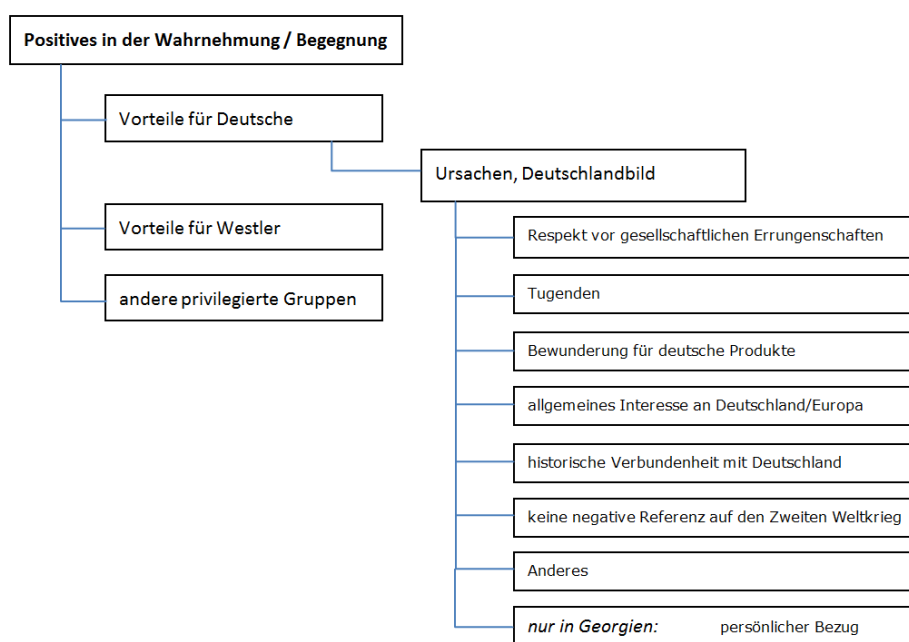 Positives in der Wahrnehmung / Begegnung
Vorteile für Deutsche
Ursachen, Deutschlandbild
Respekt vor gesellschaftlichen Errungenschaften
Tugenden
Bewunderung für deutsche Produkte
allgemeines Interesse an Deutschland/Europa
historische Verbundenheit mit Deutschland
keine negative Referenz auf den Zweiten Weltkrieg
Anderes
nur in Georgien: persönlicher Bezug
Vorteile für Westler
andere privilegierte Gruppen